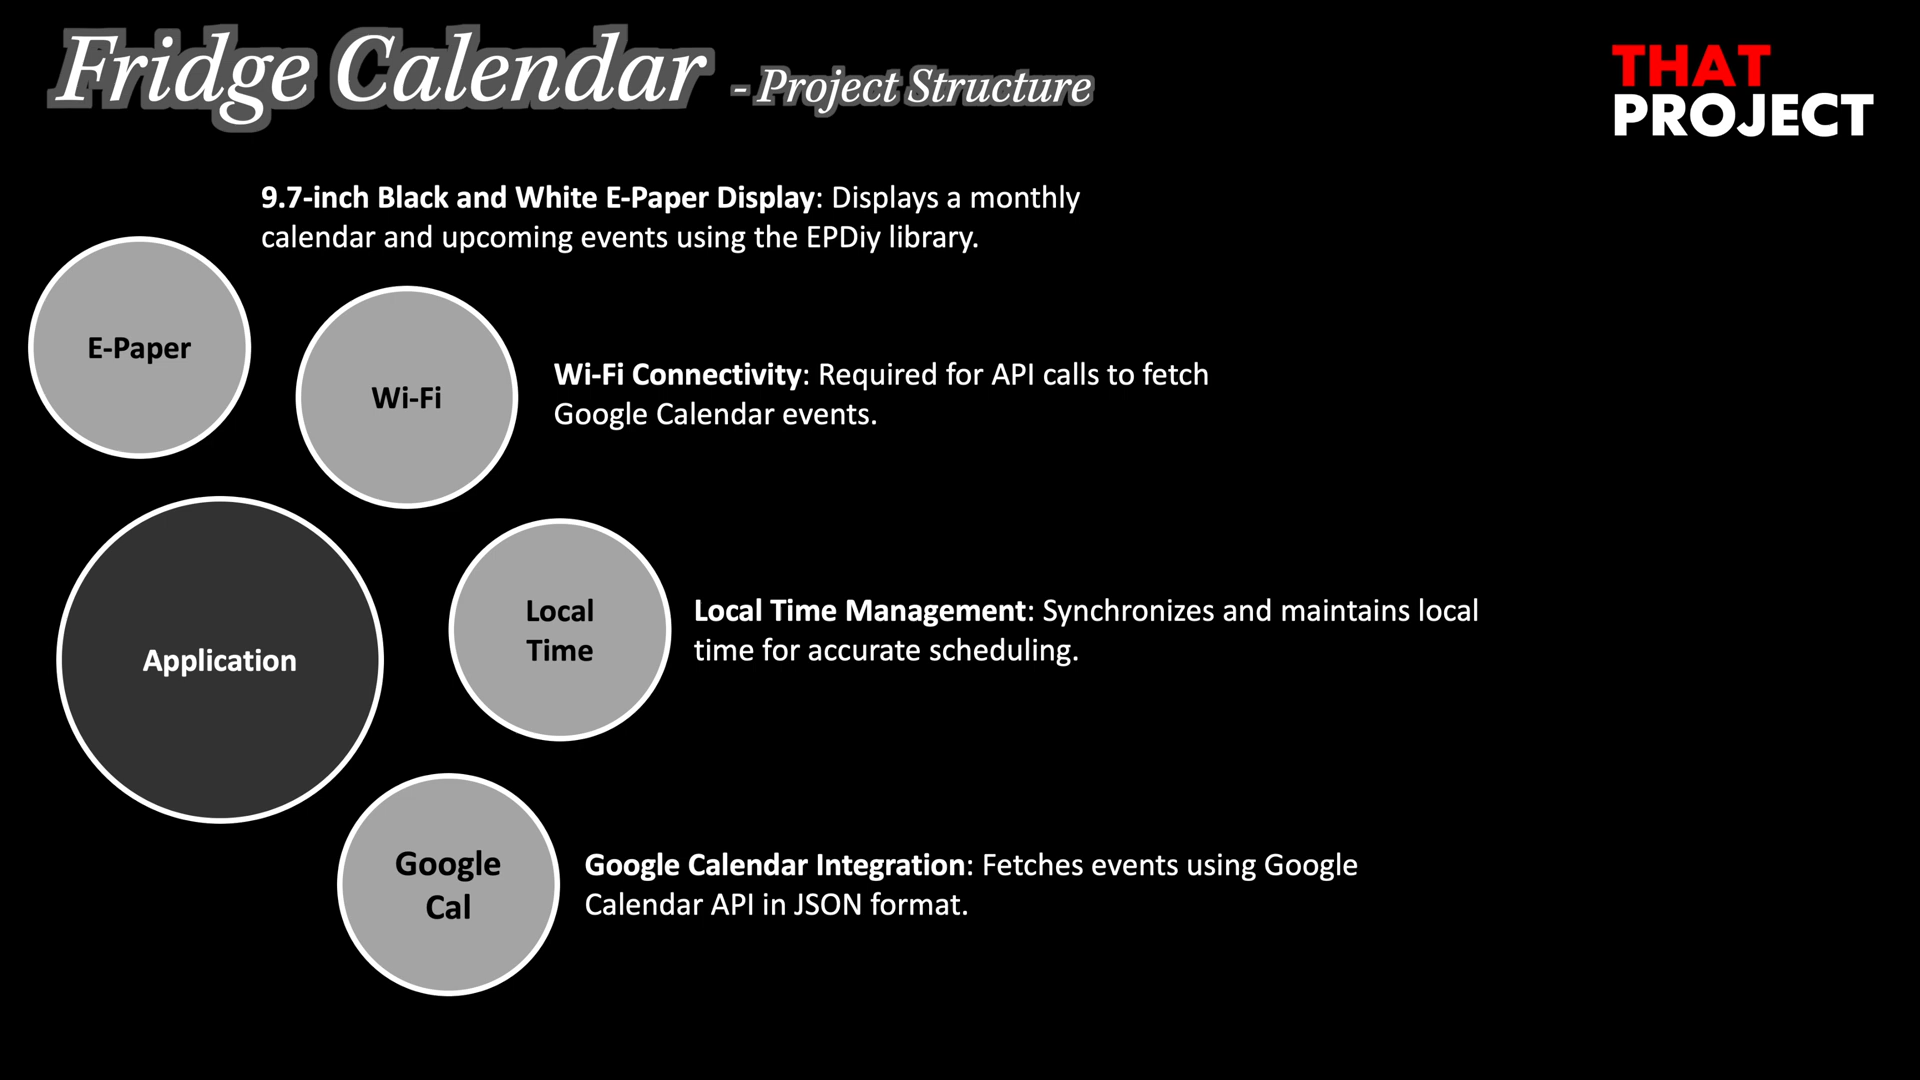 Fridge Calendar - Project Structure
THAT
PROJECT
9.7-inch Black and White E-Paper Display: Displays a monthly
calendar and upcoming events using the EPDiy library.
E-Paper
Wi-Fi
Wi-Fi Connectivity: Required for API calls to fetch
Google Calendar events.
Application
Local
Time
Local Time Management: Synchronizes and maintains local
time for accurate scheduling.
Google
Cal
Google Calendar Integration: Fetches events using Google
Calendar API in JSON format.